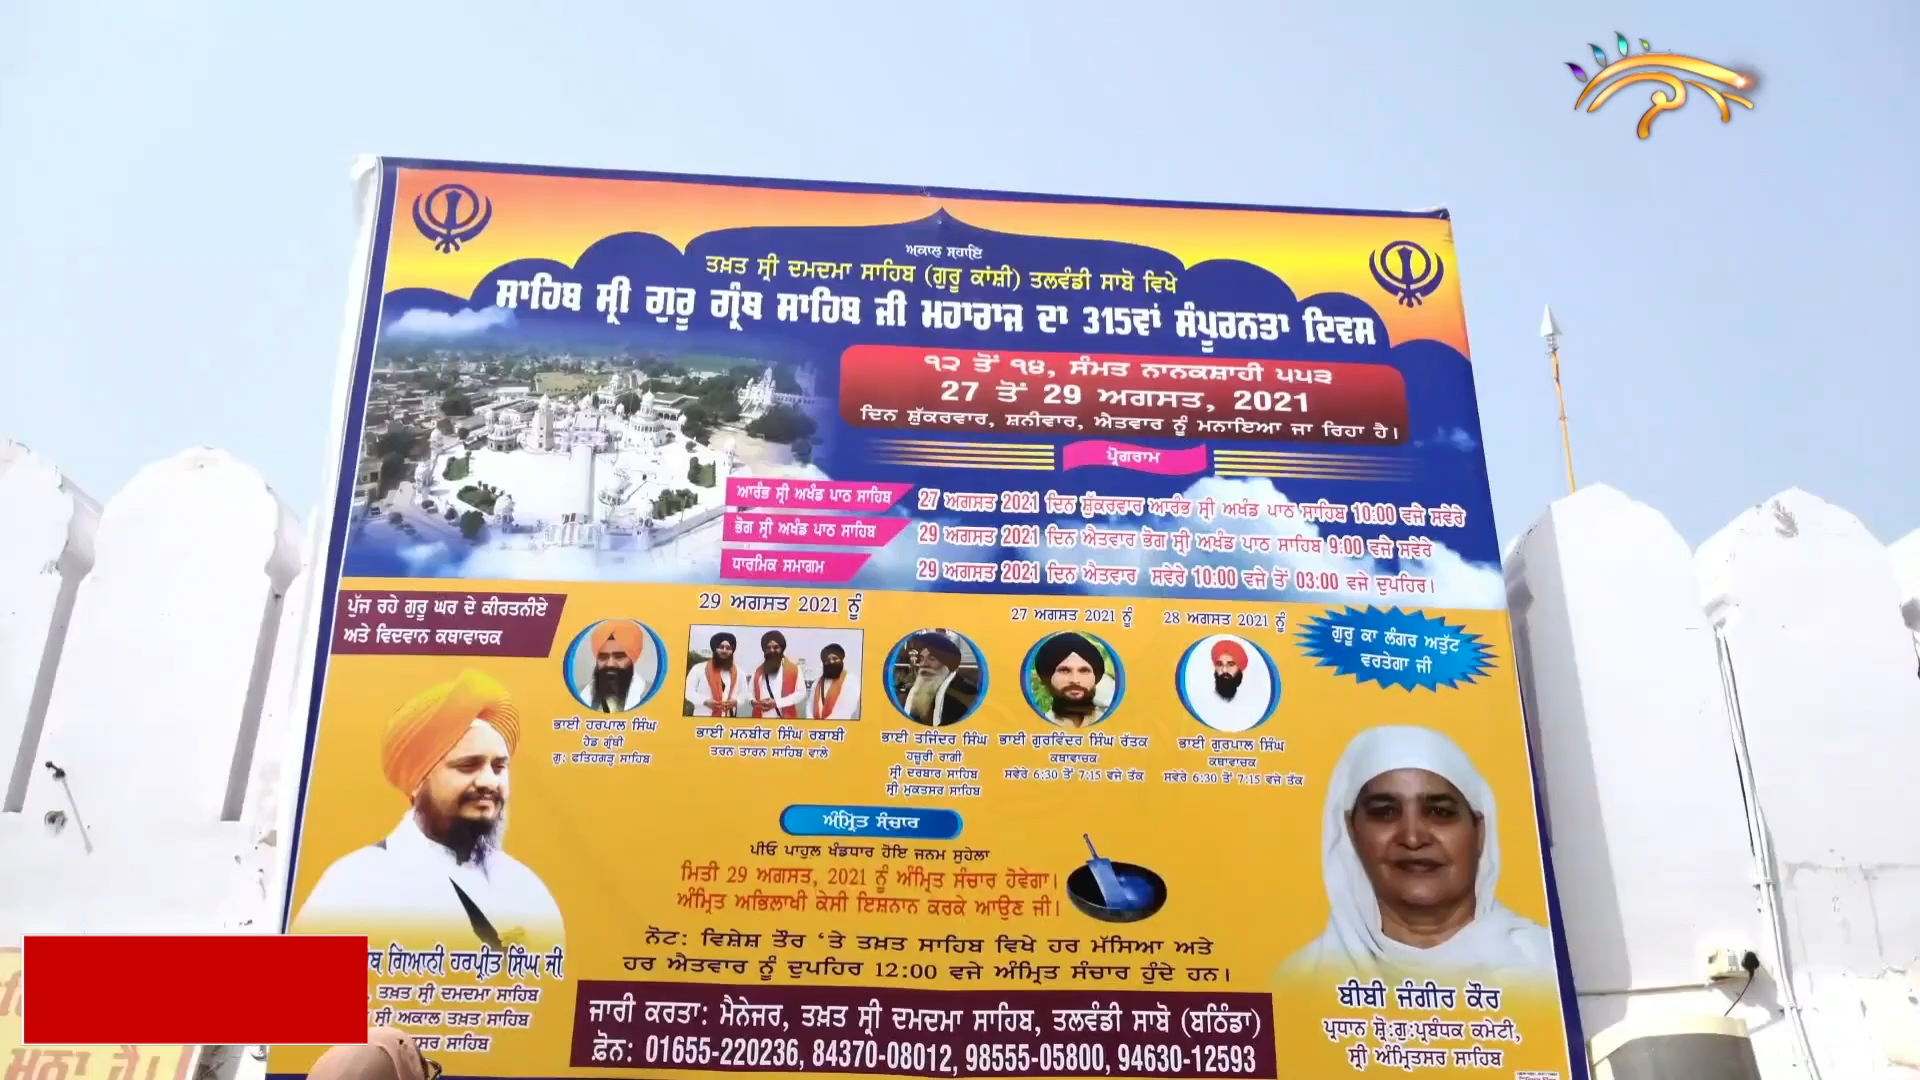 ਅਕਾਲ ਸਹਾਇ
ਤਖ਼ਤ ਸ੍ਰੀ ਦਮਦਮਾ ਸਾਹਿਬ (ਗੁਰੂ ਕਾਂਸ਼ੀ) ਤਲਵੰਡੀ ਸਾਬੋ ਵਿਖੇ
ਸਾਹਿਬ ਸ੍ਰੀ ਗੁਰੂ ਗ੍ਰੰਥ ਸਾਹਿਬ ਜੀ ਮਹਾਰਾਜ ਦਾ 315ਵਾਂ ਸੰਪੂਰਨਤਾ ਦਿਵਸ
੧੨ ਤੋਂ ੧੪, ਸੰਮਤ ਨਾਨਕਸ਼ਾਹੀ ੫੫੩
27 ਤੋਂ 29 ਅਗਸਤ, 2021
ਦਿਨ ਸ਼ੁੱਕਰਵਾਰ, ਸ਼ਨੀਵਾਰ, ਐਤਵਾਰ ਨੂੰ ਮਨਾਇਆ ਜਾ ਰਿਹਾ ਹੈ।
ਪ੍ਰੋਗਰਾਮ
ਆਰੰਭ ਸ੍ਰੀ ਅਖੰਡ ਪਾਠ ਸਾਹਿਬ 27 ਅਗਸਤ 2021 ਦਿਨ ਸ਼ੁੱਕਰਵਾਰ ਆਰੰਭ ਸ੍ਰੀ ਅਖੰਡ ਪਾਠ ਸਾਹਿਬ 10:00 ਵਜੇ ਸਵੇਰੇ
ਭੋਗ ਸ੍ਰੀ ਅਖੰਡ ਪਾਠ ਸਾਹਿਬ 29 ਅਗਸਤ 2021 ਦਿਨ ਐਤਵਾਰ ਭੋਗ ਸ੍ਰੀ ਅਖੰਡ ਪਾਠ ਸਾਹਿਬ 9:00 ਵਜੇ ਸਵੇਰੇ
ਧਾਰਮਿਕ ਸਮਾਗਮ 29 ਅਗਸਤ 2021 ਦਿਨ ਐਤਵਾਰ ਸਵੇਰੇ 10:00 ਵਜੇ ਤੋਂ 03:00 ਵਜੇ ਦੁਪਹਿਰ।
ਪੁੱਜ ਰਹੇ ਗੁਰੂ ਘਰ ਦੇ ਕੀਰਤਨੀਏ
ਅਤੇ ਵਿਦਵਾਨ ਕਥਾਵਾਚਕ
29 ਅਗਸਤ 2021 ਨੂੰ
27 ਅਗਸਤ 2021 ਨੂੰ
28 ਅਗਸਤ 2021 ਨੂੰ
ਗੁਰੂ ਕਾ ਲੰਗਰ ਅਤੁੱਟ
ਵਰਤੇਗਾ ਜੀ
ਭਾਈ ਹਰਪਾਲ ਸਿੰਘ
ਹੈਡ ਗ੍ਰੰਥੀ
ਗੁ: ਫਤਿਹਗੜ੍ਹ ਸਾਹਿਬ
ਭਾਈ ਮਨਬੀਰ ਸਿੰਘ ਰਬਾਬੀ
ਤਰਨ ਤਾਰਨ ਸਾਹਿਬ ਵਾਲੇ
ਭਾਈ ਤਜਿੰਦਰ ਸਿੰਘ
ਹਜ਼ੂਰੀ ਰਾਗੀ
ਸ੍ਰੀ ਦਰਬਾਰ ਸਾਹਿਬ
ਸ੍ਰੀ ਮੁਕਤਸਰ ਸਾਹਿਬ
ਭਾਈ ਗੁਰਵਿੰਦਰ ਸਿੰਘ ਰੱਤਕ
ਕਥਾਵਾਚਕ
ਸਵੇਰੇ 6:30 ਤੋਂ 7:15 ਵਜੇ ਤੱਕ
ਭਾਈ ਗੁਰਪਾਲ ਸਿੰਘ
ਕਥਾਵਾਚਕ
ਸਵੇਰੇ 6:30 ਤੋਂ 7:15 ਵਜੇ ਤੱਕ
ਅੰਮ੍ਰਿਤ ਸੰਚਾਰ
ਪੀਓ ਪਾਹੁਲ ਖੰਡਧਾਰ ਹੋਇ ਜਨਮ ਸੁਹੇਲਾ
ਮਿਤੀ 29 ਅਗਸਤ, 2021 ਨੂੰ ਅੰਮ੍ਰਿਤ ਸੰਚਾਰ ਹੋਵੇਗਾ।
ਅੰਮ੍ਰਿਤ ਅਭਿਲਾਖੀ ਕੇਸੀ ਇਸ਼ਨਾਨ ਕਰਕੇ ਆਉਣ ਜੀ।
ਨੋਟ: ਵਿਸ਼ੇਸ਼ ਤੌਰ 'ਤੇ ਤਖ਼ਤ ਸਾਹਿਬ ਵਿਖੇ ਹਰ ਮੱਸਿਆ ਅਤੇ
ਹਰ ਐਤਵਾਰ ਨੂੰ ਦੁਪਹਿਰ 12:00 ਵਜੇ ਅੰਮ੍ਰਿਤ ਸੰਚਾਰ ਹੁੰਦੇ ਹਨ।
ਗਿਆਨੀ ਹਰਪ੍ਰੀਤ ਸਿੰਘ ਜੀ
ਤਖ਼ਤ ਸ੍ਰੀ ਦਮਦਮਾ ਸਾਹਿਬ
ਸ੍ਰੀ ਅਕਾਲ ਤਖ਼ਤ ਸਾਹਿਬ
ਸਾਹਿਬ
ਜਾਰੀ ਕਰਤਾ: ਮੈਨੇਜਰ, ਤਖ਼ਤ ਸ੍ਰੀ ਦਮਦਮਾ ਸਾਹਿਬ, ਤਲਵੰਡੀ ਸਾਬੋ (ਬਠਿੰਡਾ)
ਫ਼ੋਨ: 01655-220236, 84370-08012, 98555-05800, 94630-12593
ਬੀਬੀ ਜੰਗੀਰ ਕੌਰ
ਪ੍ਰਧਾਨ ਸ਼੍ਰੋ:ਗੁ:ਪ੍ਰਬੰਧਕ ਕਮੇਟੀ,
ਸ੍ਰੀ ਅੰਮ੍ਰਿਤਸਰ ਸਾਹਿਬ
ਮਨਾ ਹੈ।